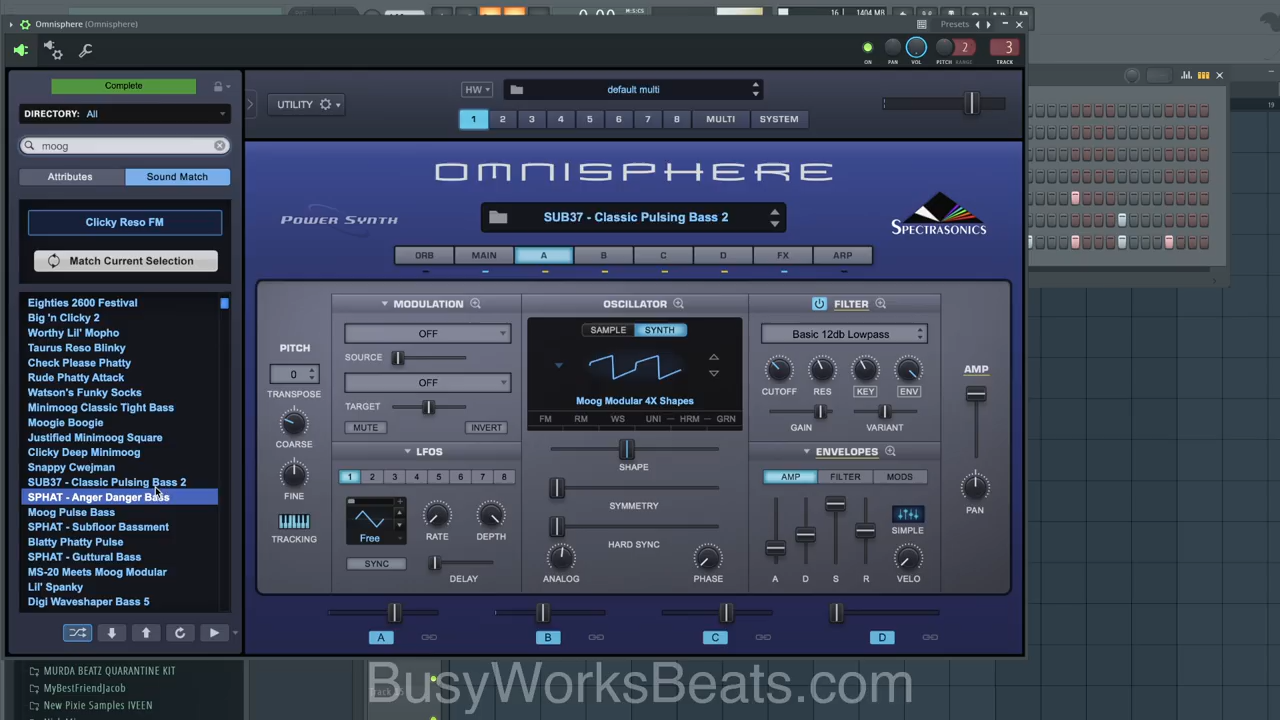 Omnisphere (Omnisphere)
Presets
16
1404 MB
0:00
M:S:CS
ON
PAN
VOL
PITCH
RANGE
2
3
TRACK
Complete
DIRECTORY: All
moog
Attributes
Sound Match
Clicky Reso FM
Match Current Selection
Eighties 2600 Festival
Big 'n Clicky 2
Worthy Lil' Mopho
Taurus Reso Blinky
Check Please Phatty
Rude Phatty Attack
Watson's Funky Socks
Minimoog Classic Tight Bass
Moogie Boogie
Justified Minimoog Square
Clicky Deep Minimoog
Snappy Cwejman
SUB37 - Classic Pulsing Bass 2
SPHAT - Anger Danger Bass
Moog Pulse Bass
SPHAT - Subfloor Bassment
Blatty Phatty Pulse
SPHAT - Guttural Bass
MS-20 Meets Moog Modular
Lil' Spanky
Digi Waveshaper Bass 5
UTILITY
HW
default multi
1 2 3 4 5 6 7 8 MULTI SYSTEM
OMNISPHERE
POWER SYNTH
SUB37 - Classic Pulsing Bass 2
SPECTRASONICS
ORB MAIN A B C D FX ARP
PITCH
0
TRANSPOSE
COARSE
FINE
TRACKING
MODULATION
OFF
SOURCE
OFF
TARGET
MUTE INVERT
LFOS
1 2 3 4 5 6 7 8
Free
RATE DEPTH
SYNC
DELAY
OSCILLATOR
SAMPLE SYNTH
Moog Modular 4X Shapes
FM RM WS UNI HRM GRN
SHAPE
SYMMETRY
HARD SYNC
ANALOG PHASE
FILTER
Basic 12db Lowpass
CUTOFF RES KEY ENV
GAIN VARIANT
ENVELOPES
AMP FILTER MODS
SIMPLE
A D S R VELO
AMP
PAN
A B C D
19
MURDA BEATZ QUARANTINE KIT
MyBestFriendJacob
New Pixie Samples IVEEN
BusyWorksBeats.com